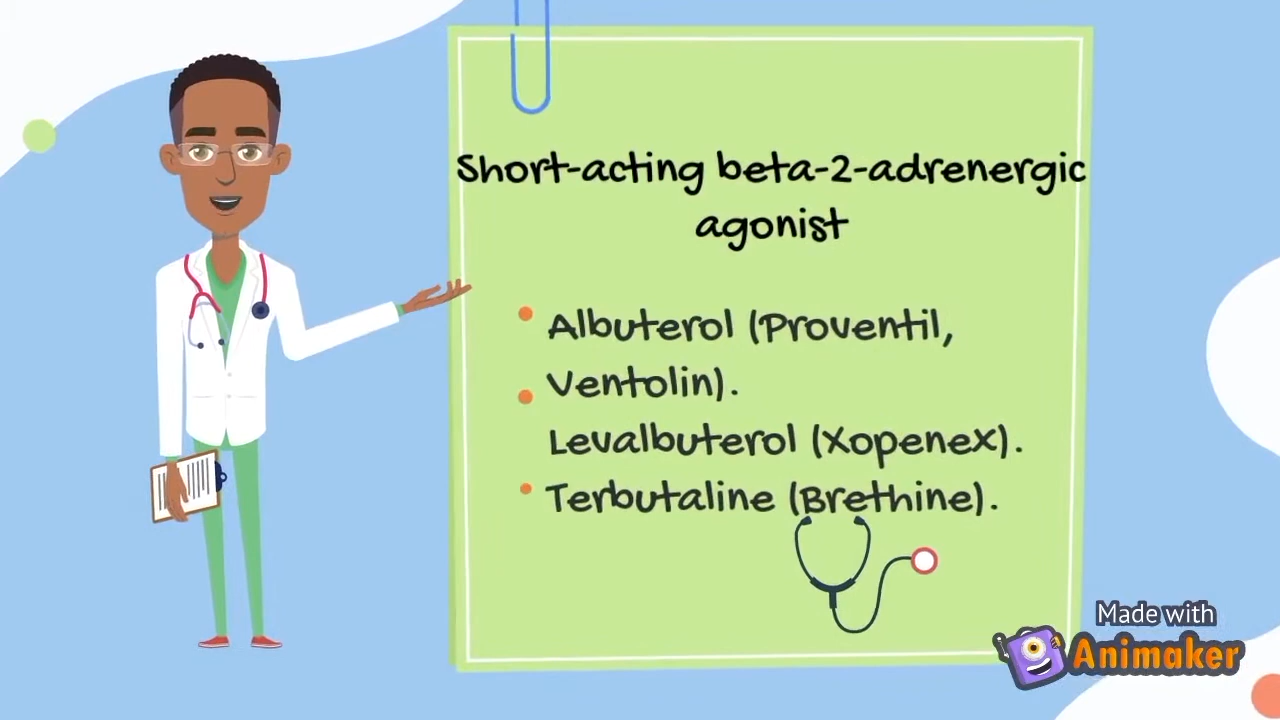 Short-acting beta-2-adrenergic
agonist
Albuterol (Proventil,
Ventolin).
Levalbuterol (Xopenex).
Terbutaline (Brethine).
Made with
Animaker